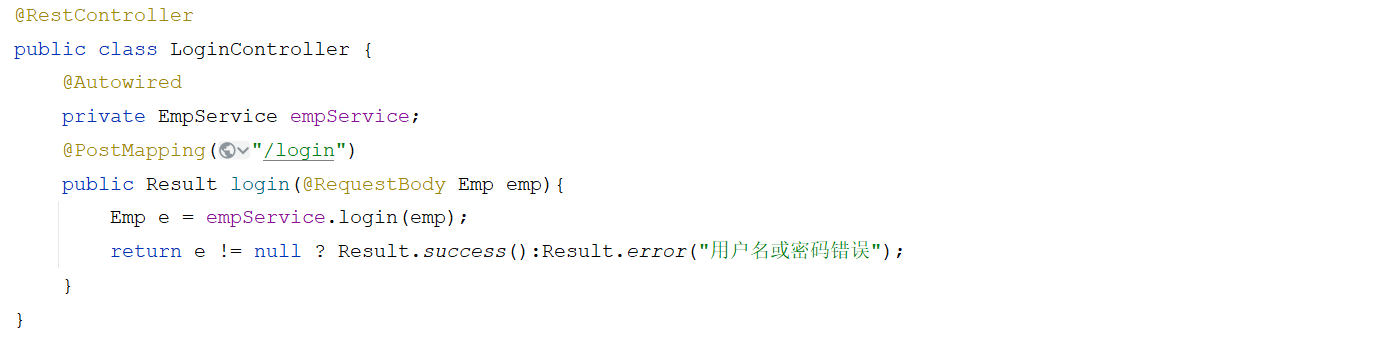 @RestController
public class LoginController {
    @Autowired
    private EmpService empService;
    @PostMapping("/login")
    public Result login(@RequestBody Emp emp){
        Emp e = empService.login(emp);
        return e != null ? Result.success():Result.error("用户名或密码错误");
    }
}